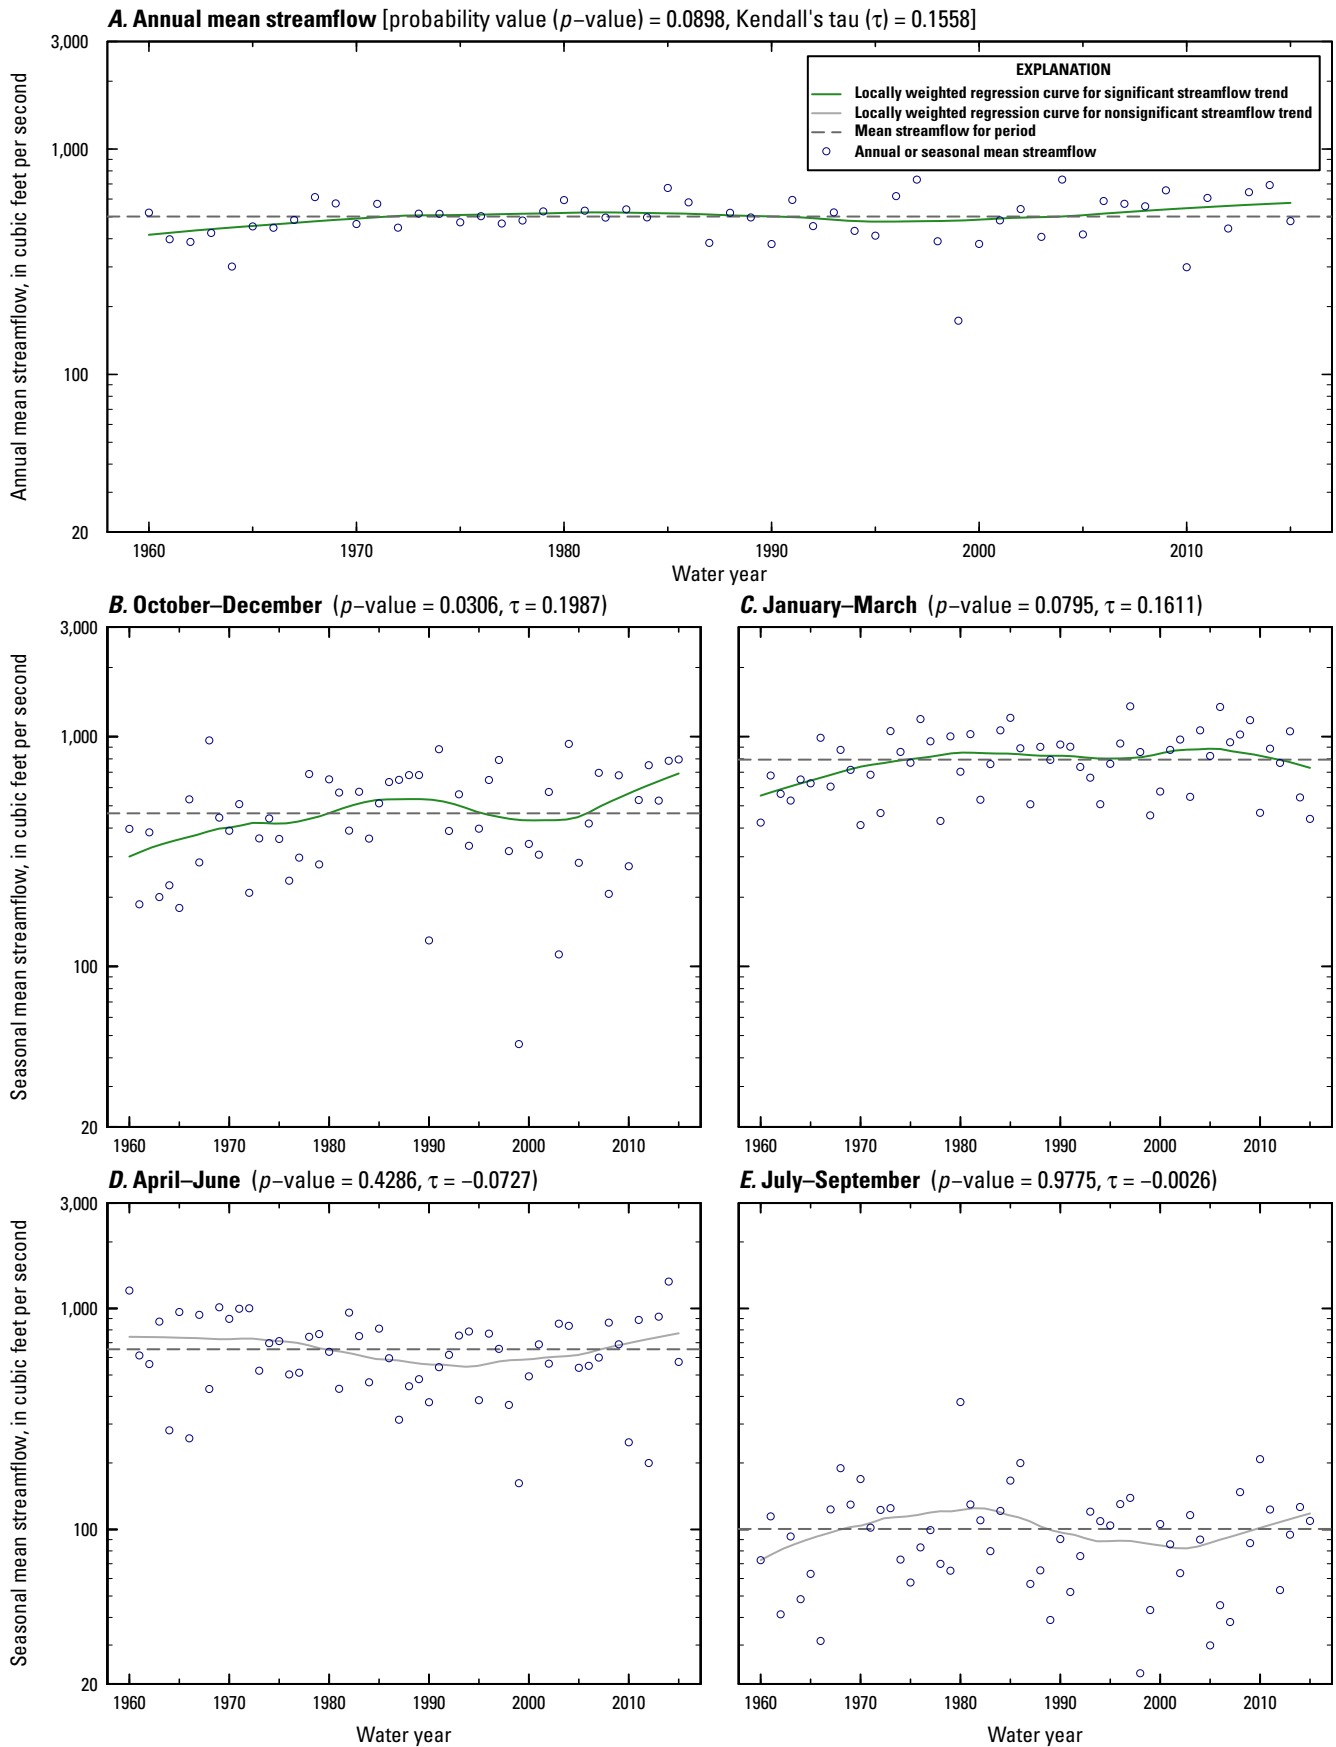 A. Annual mean streamflow [probability value (p−value) = 0.0898, Kendall's tau (τ) = 0.1558]
Annual mean streamflow, in cubic feet per second
3,000
1,000
100
20
EXPLANATION
Locally weighted regression curve for significant streamflow trend
Locally weighted regression curve for nonsignificant streamflow trend
Mean streamflow for period
Annual or seasonal mean streamflow
1960 1970 1980 1990 2000 2010
Water year
B. October–December (p−value = 0.0306, τ = 0.1987)
Seasonal mean streamflow, in cubic feet per second
3,000
1,000
100
20
1960 1970 1980 1990 2000 2010
C. January–March (p−value = 0.0795, τ = 0.1611)
1960 1970 1980 1990 2000 2010
D. April–June (p−value = 0.4286, τ = −0.0727)
Seasonal mean streamflow, in cubic feet per second
3,000
1,000
100
20
1960 1970 1980 1990 2000 2010
Water year
E. July–September (p−value = 0.9775, τ = −0.0026)
1960 1970 1980 1990 2000 2010
Water year